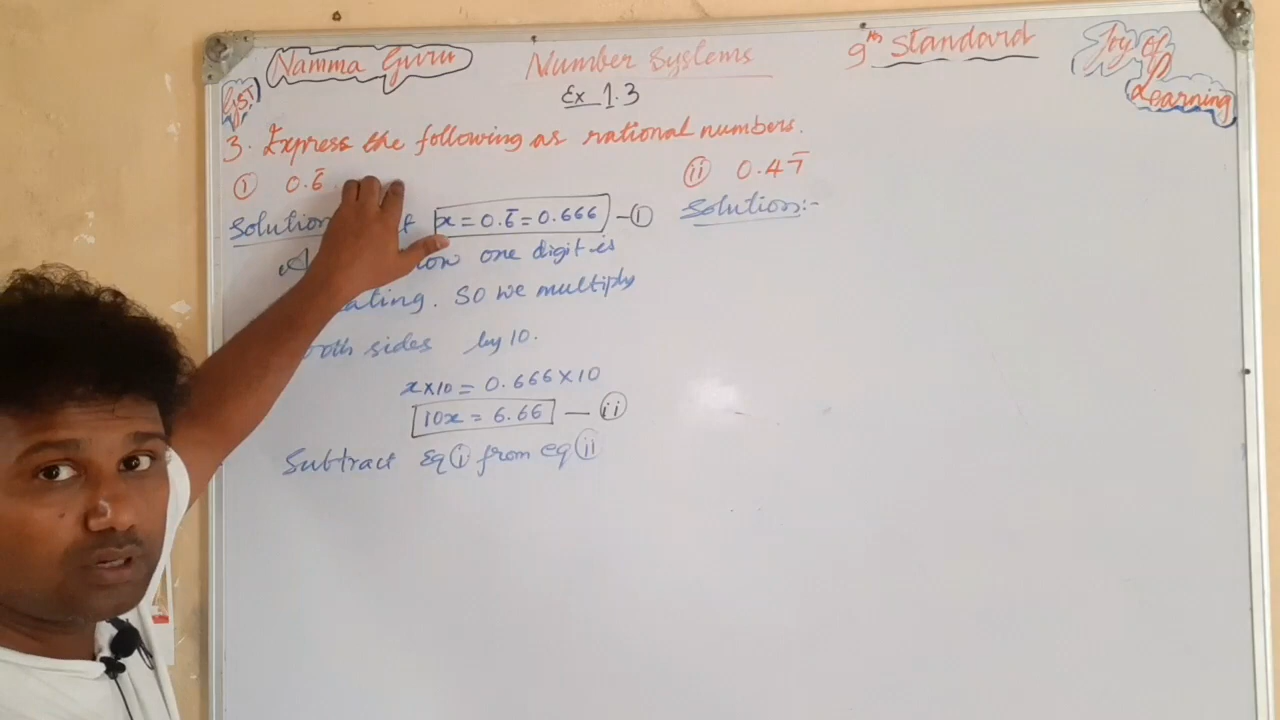 Namma Guru Number Systems 9th Standard Joy Of Learning
Ex 1.3
3. Express the following as rational numbers.
(i) 0.6̅ (ii) 0.47̅
Solution x = 0.6̅ = 0.666 —(i) Solution:-
one digit is
So we multiply
sides by 10.
x×10 = 0.666×10
10x = 6.66 — (ii)
Subtract Eq (i) from eq (ii)